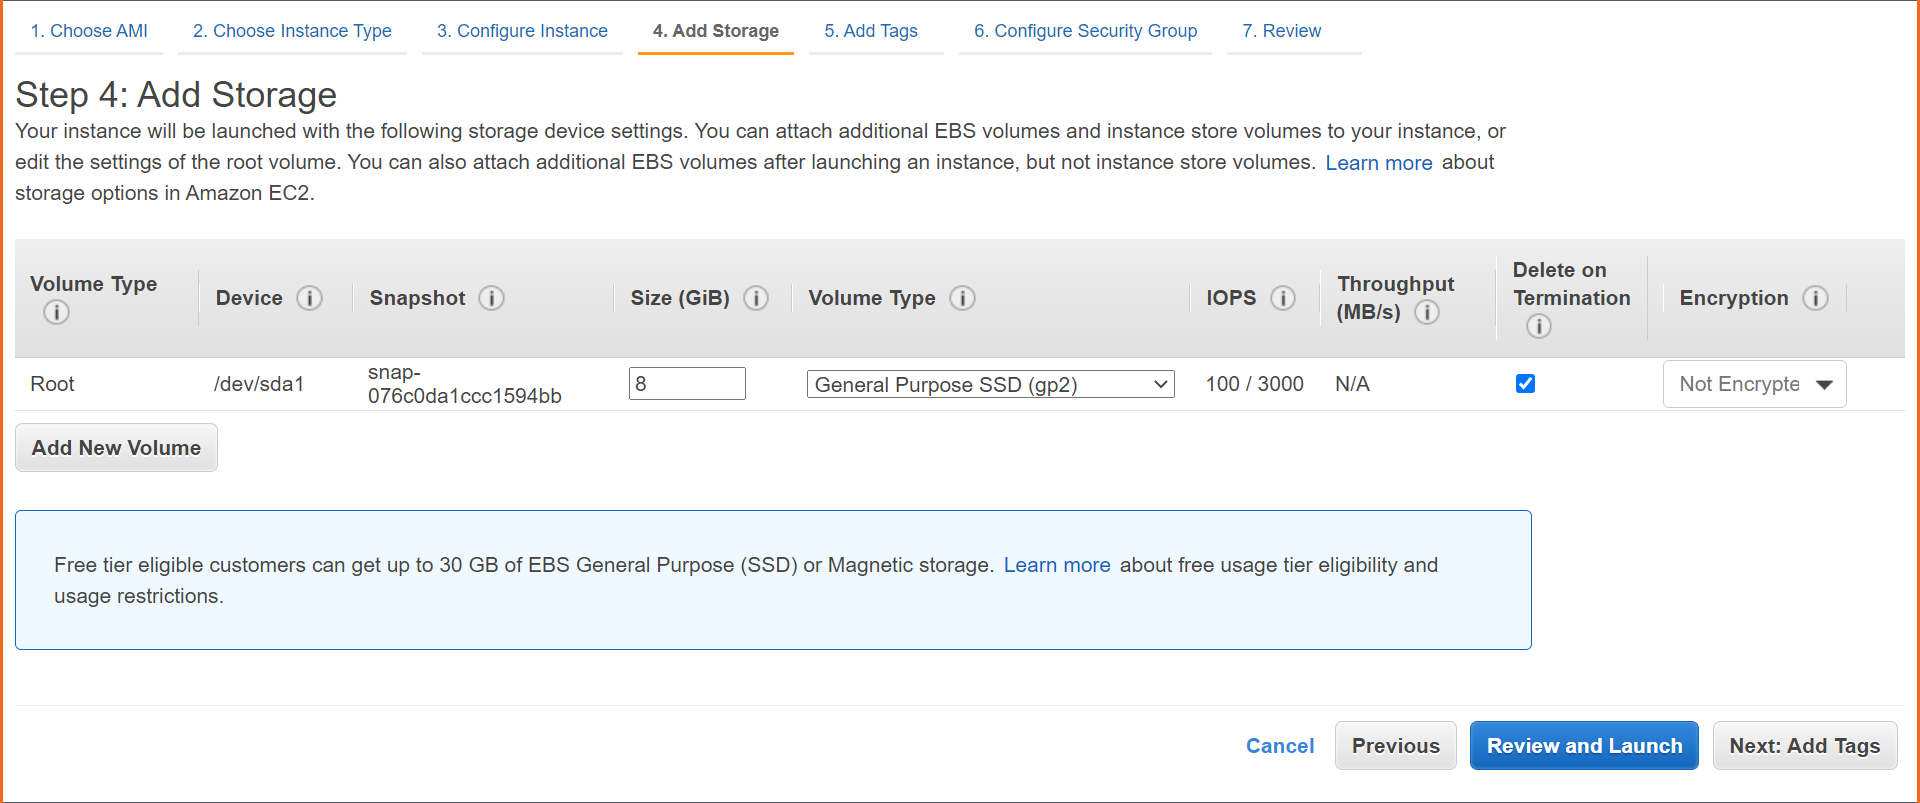 1. Choose AMI 2. Choose Instance Type 3. Configure Instance 4. Add Storage 5. Add Tags 6. Configure Security Group 7. Review
Step 4: Add Storage
Your instance will be launched with the following storage device settings. You can attach additional EBS volumes and instance store volumes to your instance, or
edit the settings of the root volume. You can also attach additional EBS volumes after launching an instance, but not instance store volumes. Learn more about
storage options in Amazon EC2.
Volume Type
Device
Snapshot
Size (GiB)
Volume Type
IOPS
Throughput
(MB/s)
Delete on
Termination
Encryption
Root
/dev/sda1
snap-
076c0da1ccc1594bb
8
General Purpose SSD (gp2)
100 / 3000
N/A
Not Encrypte
Add New Volume
Free tier eligible customers can get up to 30 GB of EBS General Purpose (SSD) or Magnetic storage. Learn more about free usage tier eligibility and
usage restrictions.
Cancel Previous Review and Launch Next: Add Tags